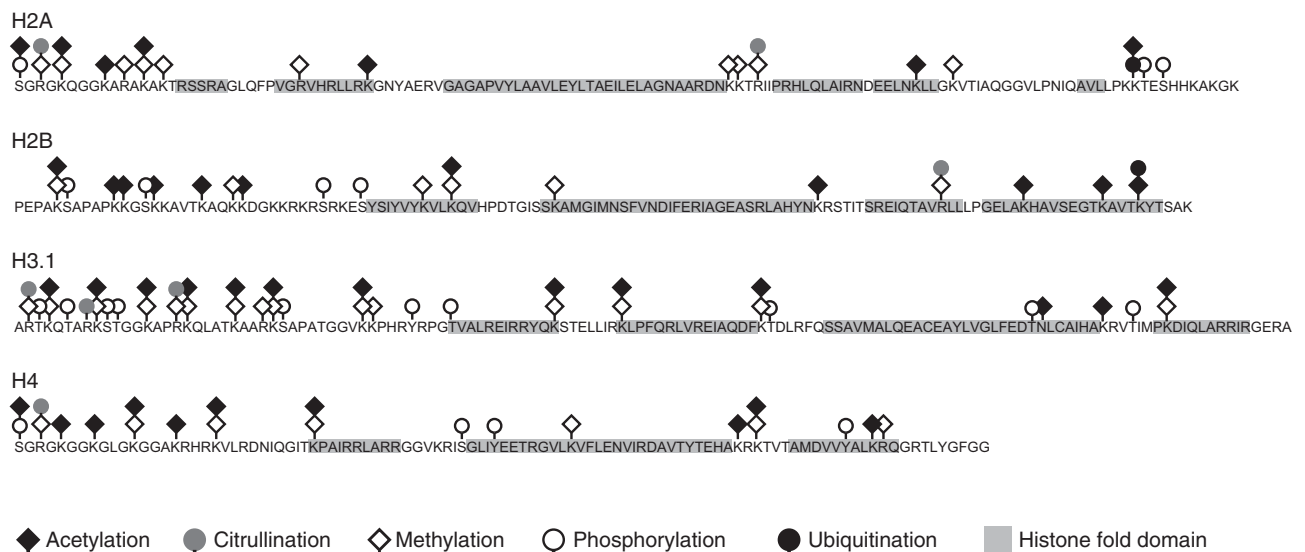 H2A
SGRGKQGGKARAKAKTRSSRAGLQFPVGRVHRLLRKGNYAERVGAGAPVYLAAVLEYLTAEILELAGNAARDNKKTRIIPRHLQLAIRNDEELNKLLGKVTIAQGGVLPNIQAVLLPKKTESHHKAKGK
H2B
PEPAKSAPAPKKGSKKAVTKAQKKDGKKRKRSRKESYSIYVYKVLKQVHPDTGISSKAMGIMNSFVNDIFERIAGEASRLAHYNKRSTITSREIQTAVRLLLPGELAKHAVSEGTKAVTKYTSAK
H3.1
ARTKQTARKSTGGKAPRKQLATKAARKSAPATGGVKKPHRYRPGTVALREIRRYQKSTELLIRKLPFQRLVREIAQDFKTDLRFQSSAVMALQEACEAYLVGLFEDTNLCAIHAKRVTIMPKDIQLARRIRGERA
H4
SGRGKGGKGLGKGGAKRHRKVLRDNIQGITKPAIRRLARRGGVKRISGLIYEETRGVLKVFLENVIRDAVTYTEHAKRKTVTAMDVVYALKRQGRTLYGFGG
Acetylation Citrullination Methylation Phosphorylation Ubiquitination Histone fold domain